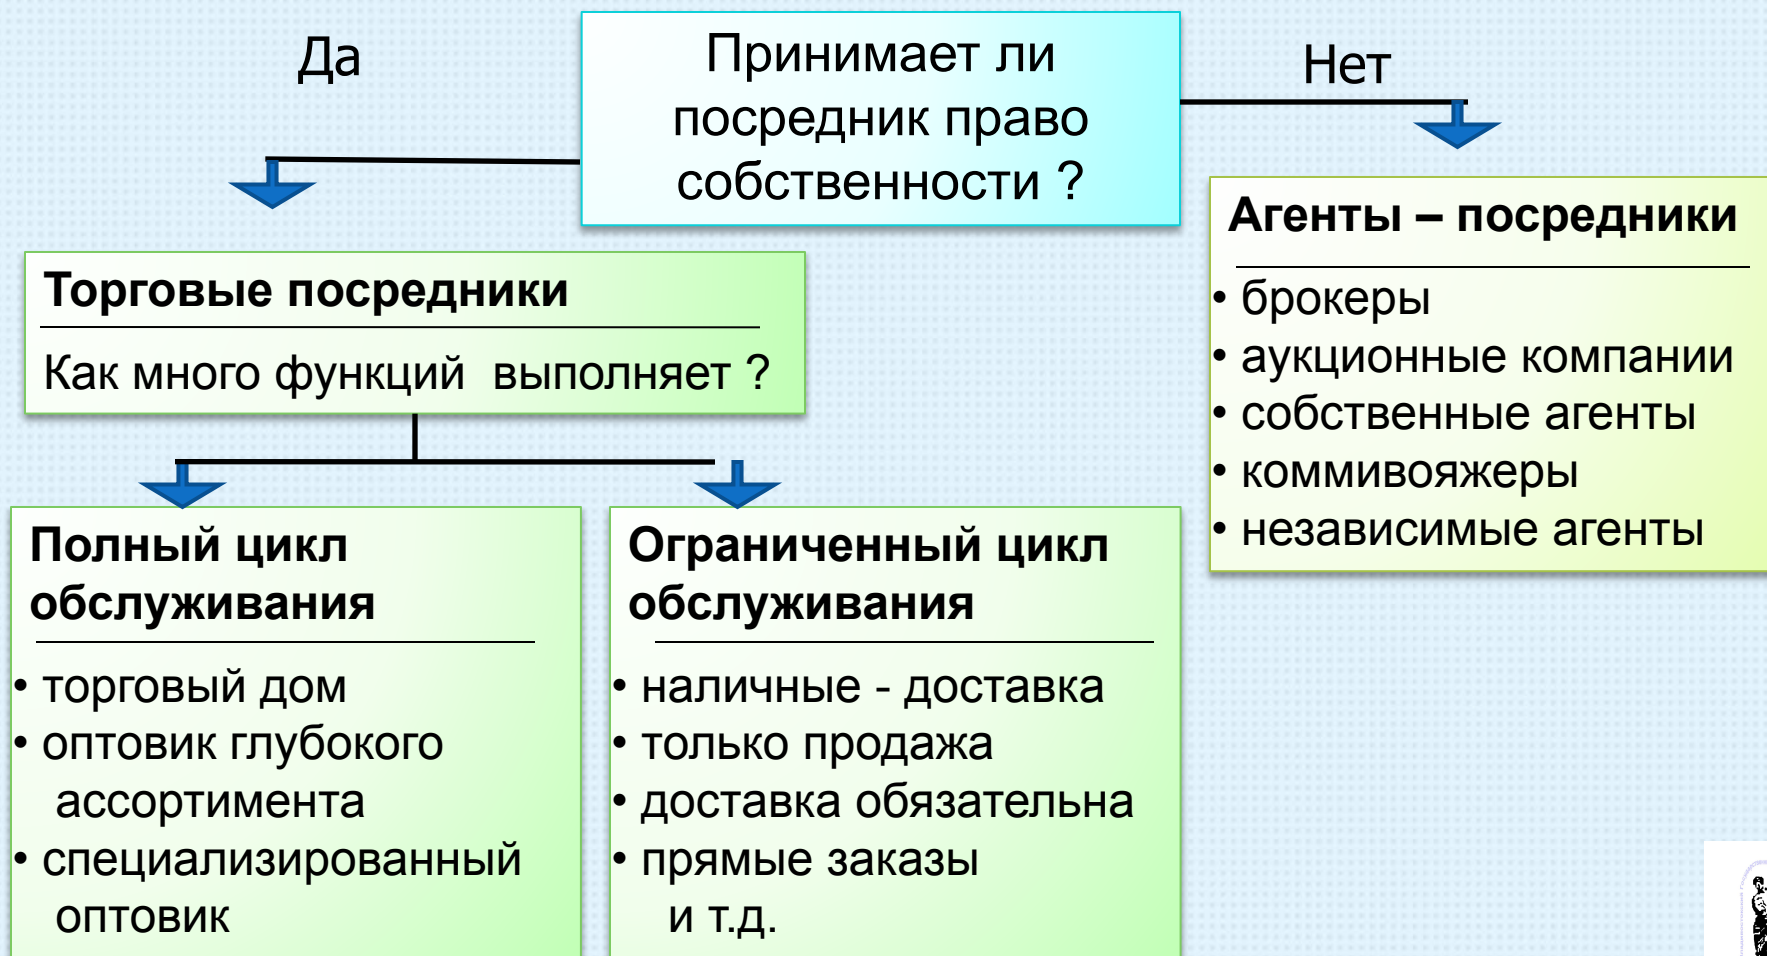 Да
Принимает ли
посредник право
собственности ?
Нет
Торговые посредники
Как много функций выполняет ?
Агенты – посредники
• брокеры
• аукционные компании
• собственные агенты
• коммивояжеры
• независимые агенты
Полный цикл
обслуживания
• торговый дом
• оптовик глубокого
ассортимента
• специализированный
оптовик
Ограниченный цикл
обслуживания
• наличные - доставка
• только продажа
• доставка обязательна
• прямые заказы
и т.д.